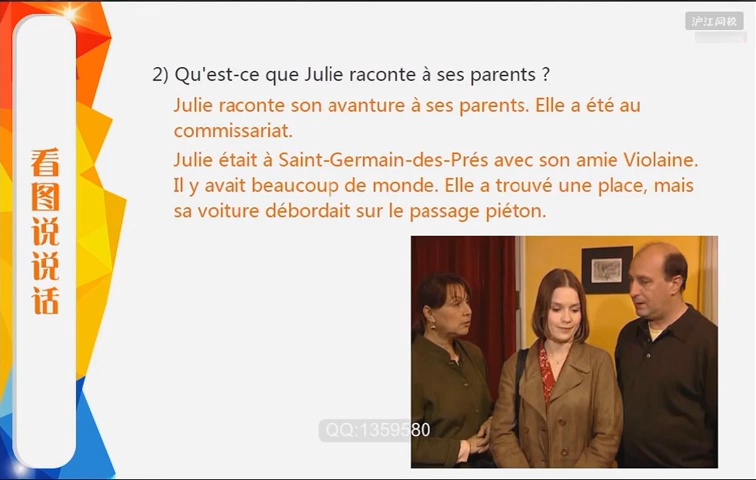 沪江网校
2) Qu'est-ce que Julie raconte à ses parents ?
Julie raconte son avanture à ses parents. Elle a été au
commissariat.
Julie était à Saint-Germain-des-Prés avec son amie Violaine.
Il y avait beaucoup de monde. Elle a trouvé une place, mais
sa voiture débordait sur le passage piéton.
看图说说话
QQ:1359580